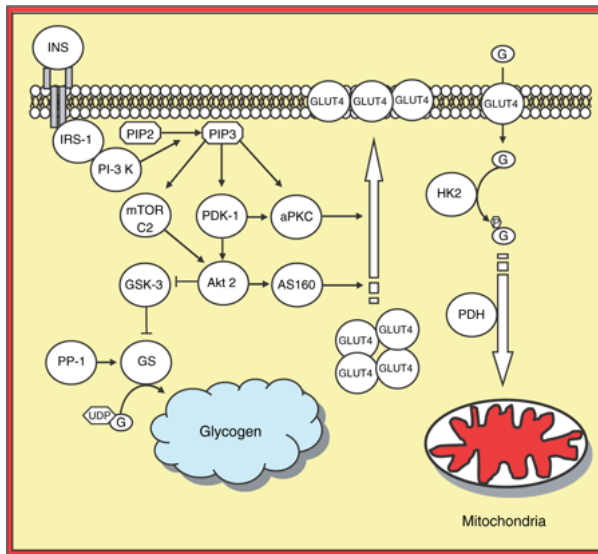 INS
G
GLUT4
GLUT4
GLUT4
GLUT4
IRS-1
PIP2
PIP3
PI-3 K
G
HK2
mTOR
C2
PDK-1
aPKC
P
G
GSK-3
Akt 2
AS160
PDH
GLUT4
GLUT4
GLUT4
GLUT4
PP-1
GS
UDP
G
Glycogen
Mitochondria